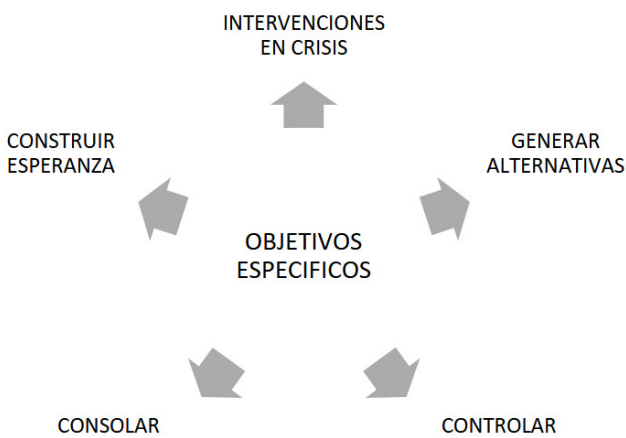 INTERVENCIONES
EN CRISIS
CONSTRUIR
ESPERANZA
GENERAR
ALTERNATIVAS
OBJETIVOS
ESPECIFICOS
CONSOLAR
CONTROLAR